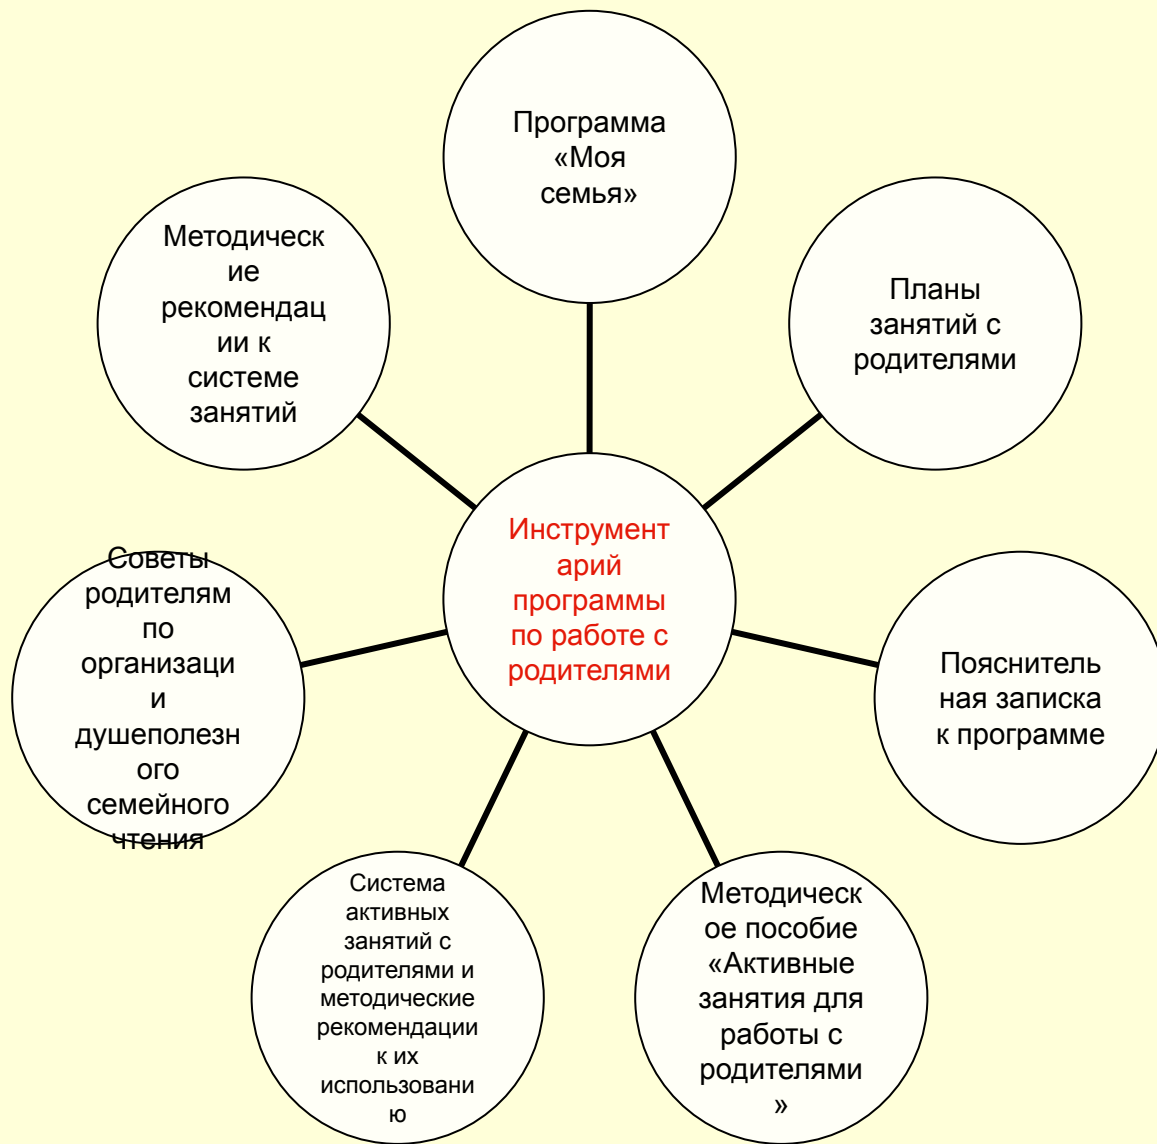 Программа
«Моя
семья»
Планы
занятий с
родителями
Пояснитель
ная записка
к программе
Методическ
ое пособие
«Активные
занятия для
работы с
родителями
»
Система
активных
занятий с
родителями и
методические
рекомендации
к их
использовани
ю
Советы
родителям
по
организаци
и
душеполезн
ого
семейного
чтения
Методическ
ие
рекомендац
ии к
системе
занятий
Инструмент
арий
программы
по работе с
родителями